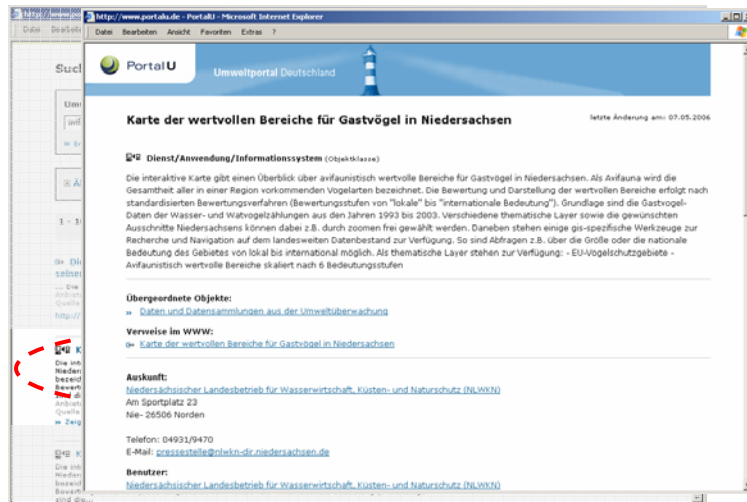 http://www.portalu.de - PortalU - Microsoft Internet Explorer
Datei Bearbeiten Ansicht Favoriten Extras ?
Datei
PortalU
Umweltportal Deutschland
Karte der wertvollen Bereiche für Gastvögel in Niedersachsen
letzte Änderung am: 07.05.2006
Dienst/Anwendung/Informationssystem (Objektklasse)
Die interaktive Karte gibt einen Überblick über avifaunistisch wertvolle Bereiche für Gastvögel in Niedersachsen. Als Avifauna wird die
Gesamtheit aller in einer Region vorkommenden Vogelarten bezeichnet. Die Bewertung und Darstellung der wertvollen Bereiche erfolgt nach
standardisierten Bewertungsverfahren (Bewertungsstufen von "lokale" bis "internationale Bedeutung"). Grundlage sind die Gastvogel-
Daten der Wasser- und Watvogelzählungen aus den Jahren 1993 bis 2003. Verschiedene thematische Layer sowie die gewünschten
Ausschnitte Niedersachsens können dabei z.B. durch zoomen frei gewählt werden. Daneben stehen einige gis-spezifische Werkzeuge zur
Recherche und Navigation auf dem landesweiten Datenbestand zur Verfügung. So sind Abfragen z.B. über die Größe oder die nationale
Bedeutung des Gebietes von lokal bis international möglich. Als thematische Layer stehen zur Verfügung: - EU-Vogelschutzgebiete -
Avifaunistisch wertvolle Bereiche skaliert nach 6 Bedeutungsstufen
Übergeordnete Objekte:
» Daten und Datensammlungen aus der Umweltüberwachung
Verweise im WWW:
Karte der wertvollen Bereiche für Gastvögel in Niedersachsen
Auskunft:
Niedersächsischer Landesbetrieb für Wasserwirtschaft, Küsten- und Naturschutz (NLWKN)
Am Sportplatz 23
Nie- 26506 Norden
Telefon: 04931/9470
E-Mail: pressestelle@nlwkn-dir.niedersachsen.de
Benutzer:
Niedersächsischer Landesbetrieb für Wasserwirtschaft, Küsten- und Naturschutz (NLWKN)